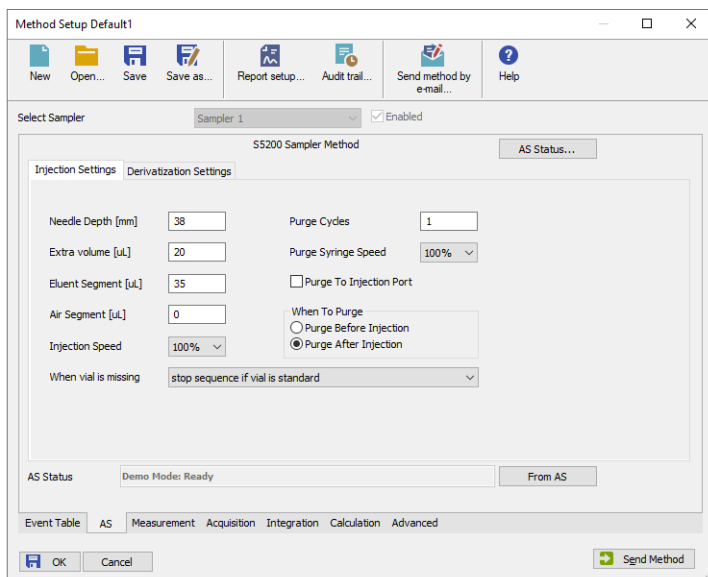 Method Setup Default1
New
Open...
Save
Save as...
Report setup...
Audit trail...
Send method by
e-mail...
Help
Select Sampler
Sampler 1
Enabled
S5200 Sampler Method
AS Status...
Injection Settings
Derivatization Settings
Needle Depth [mm]
38
Purge Cycles
1
Extra volume [uL]
20
Purge Syringe Speed
100%
Eluent Segment [uL]
35
Purge To Injection Port
Air Segment [uL]
0
When To Purge
Purge Before Injection
Injection Speed
100%
Purge After Injection
When vial is missing
stop sequence if vial is standard
AS Status
Demo Mode: Ready
From AS
Event Table
AS
Measurement
Acquisition
Integration
Calculation
Advanced
OK
Cancel
Send Method